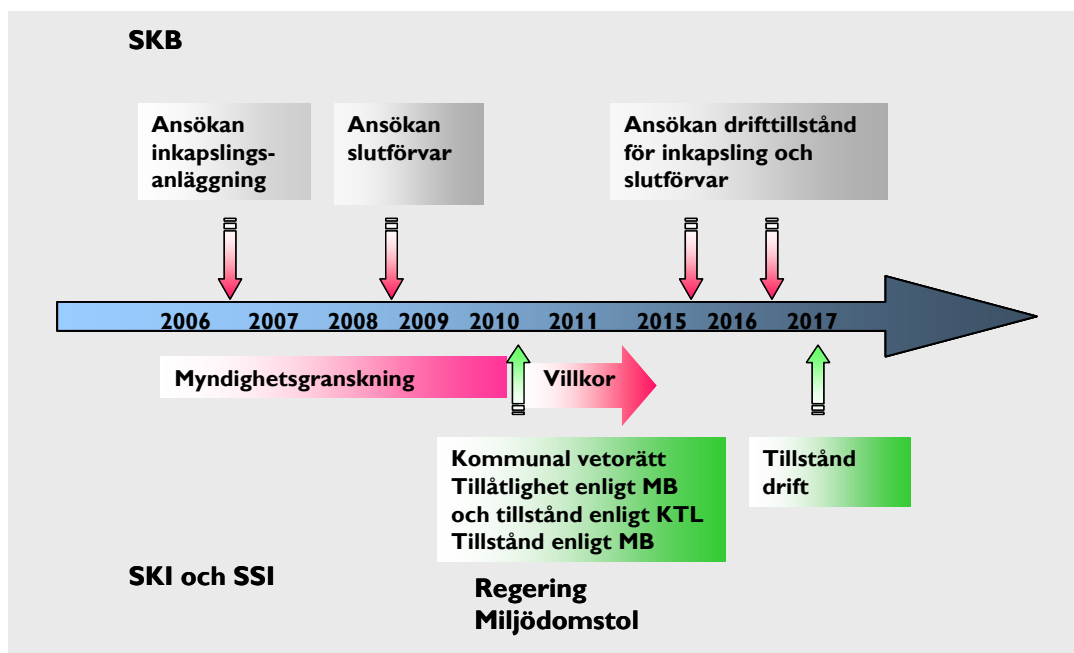 SKB
Ansökan
inkapslings-
anläggning
Ansökan
slutförvar
Ansökan drifttillstånd
för inkapsling och
slutförvar
2006 2007 2008 2009 2010 2011 2015 2016 2017
Myndighetsgranskning
Villkor
Kommunal vetorätt
Tillåtlighet enligt MB
och tillstånd enligt KTL
Tillstånd enligt MB
Tillstånd
drift
SKI och SSI
Regering
Miljödomstol